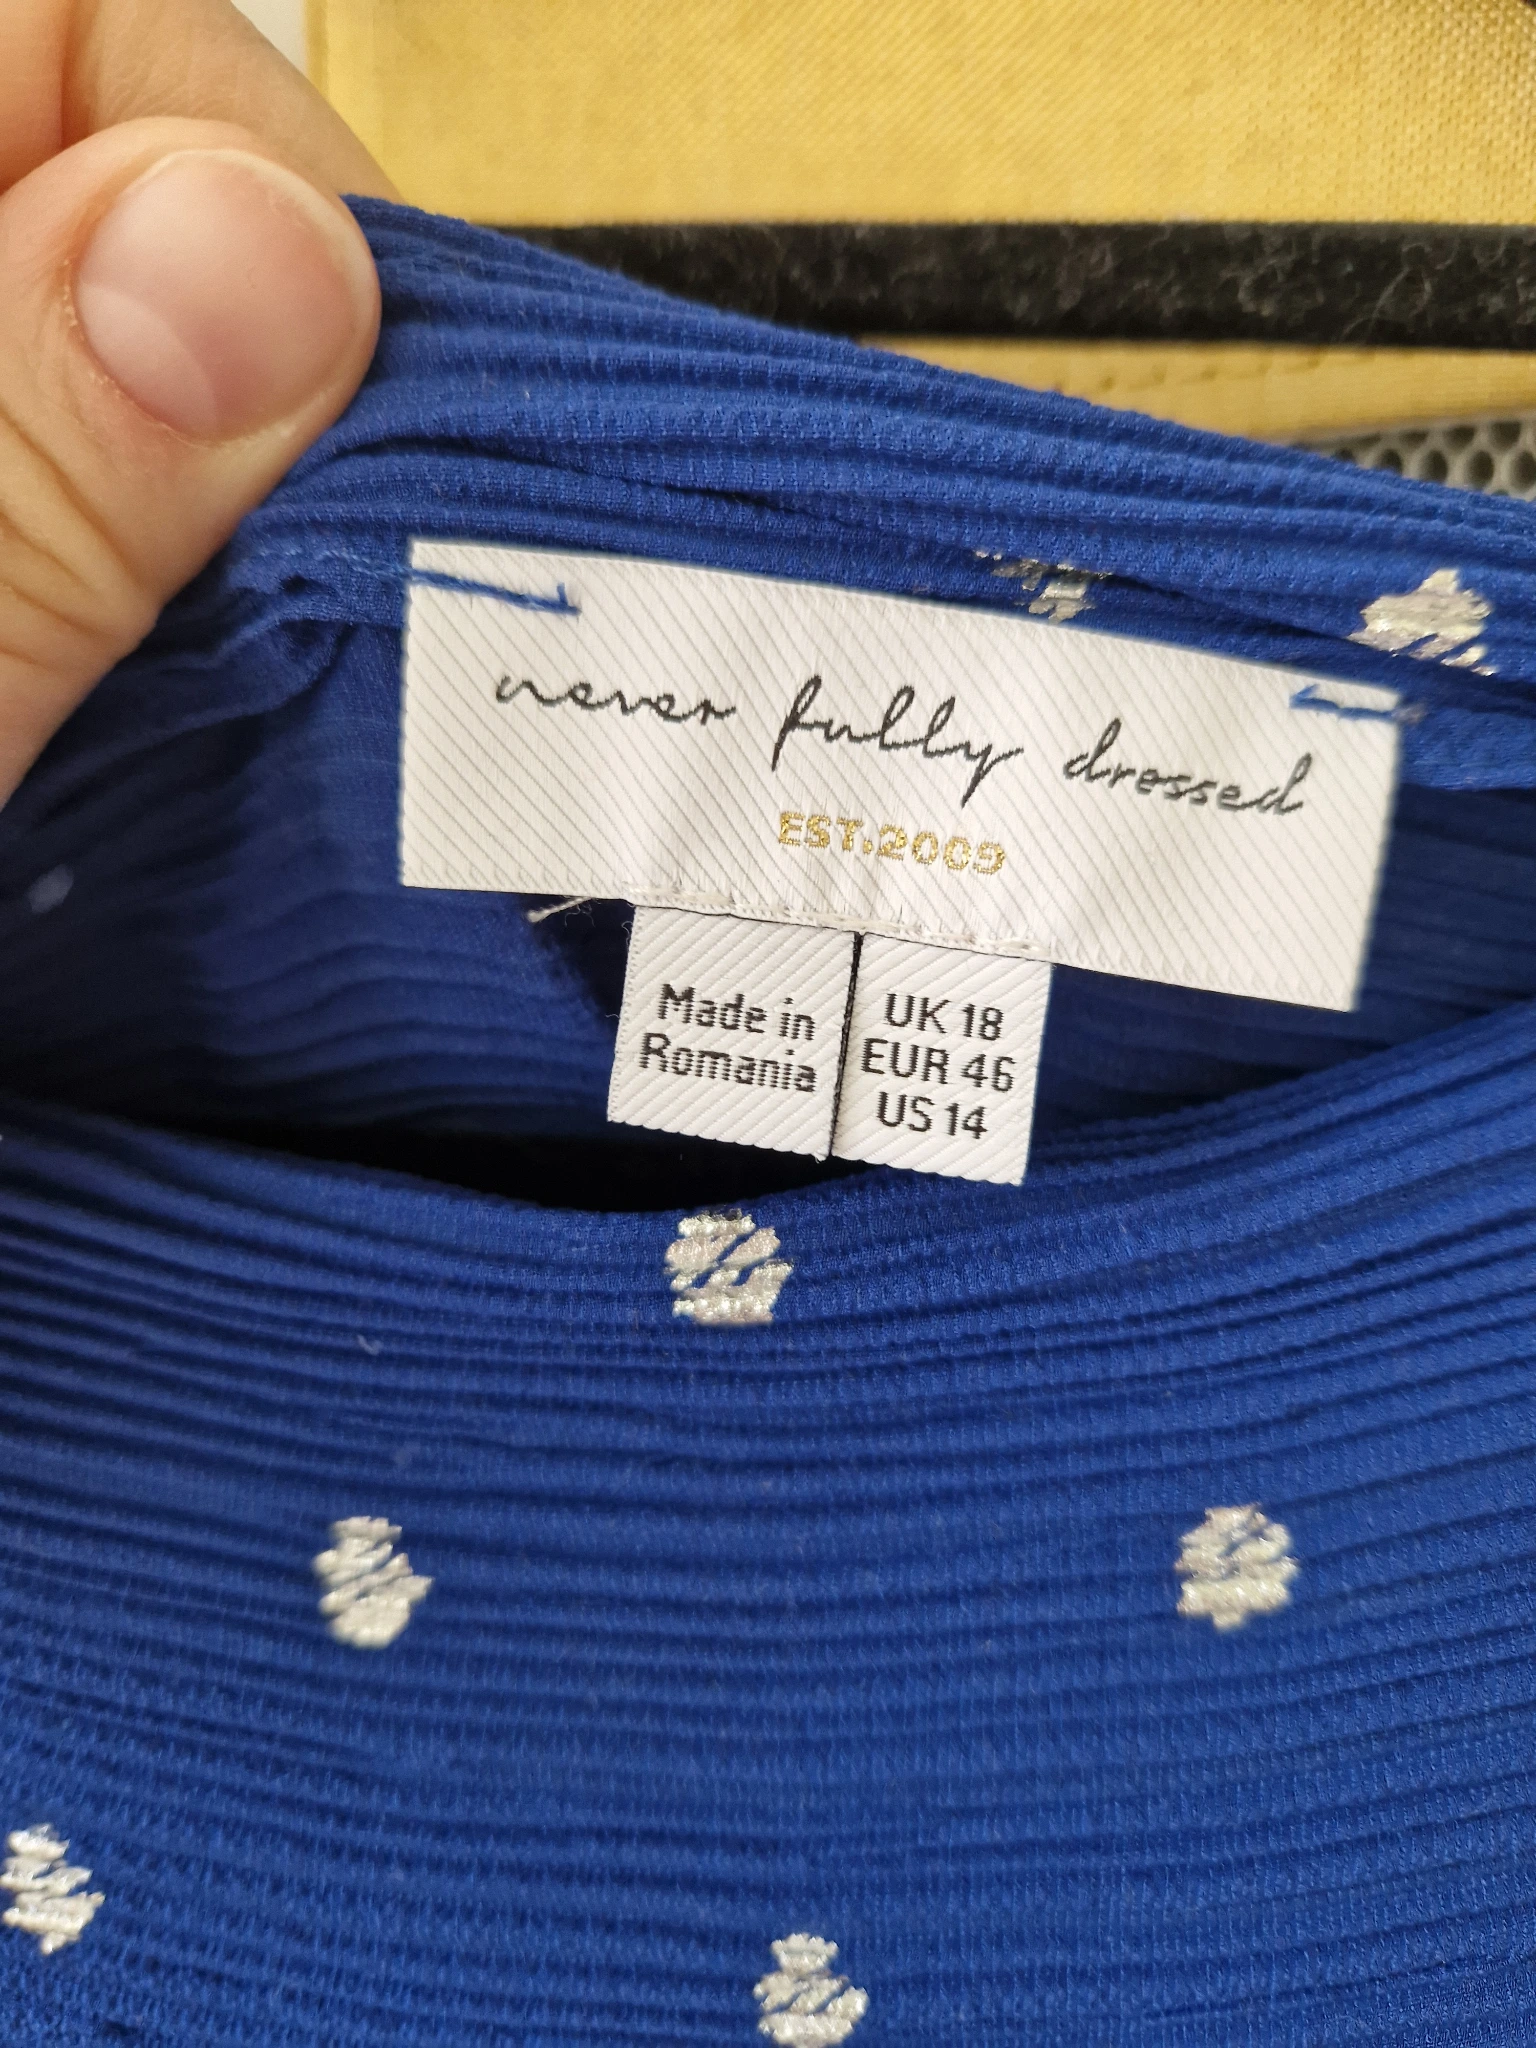 never fully dressed
EST.2009
Made in
Romania
UK 18
EUR 46
US 14